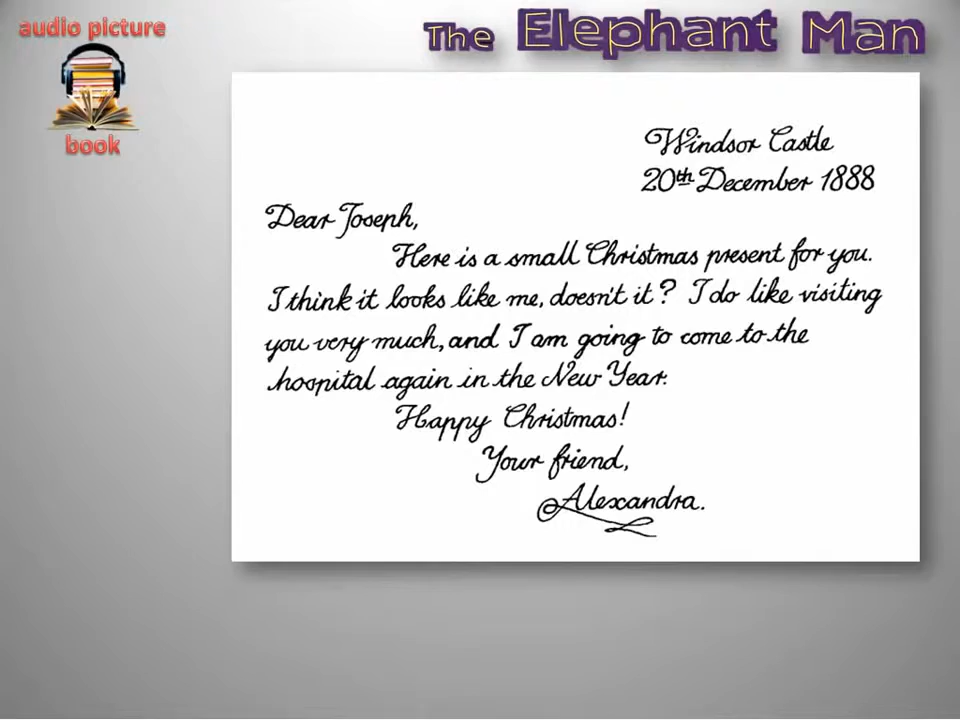 audio picture
book
The Elephant Man
Windsor Castle
20th December 1888
Dear Joseph,
Here is a small Christmas present for you.
I think it looks like me, doesn't it? I do like visiting
you very much, and I am going to come to the
hospital again in the New Year.
Happy Christmas!
Your friend,
Alexandra.